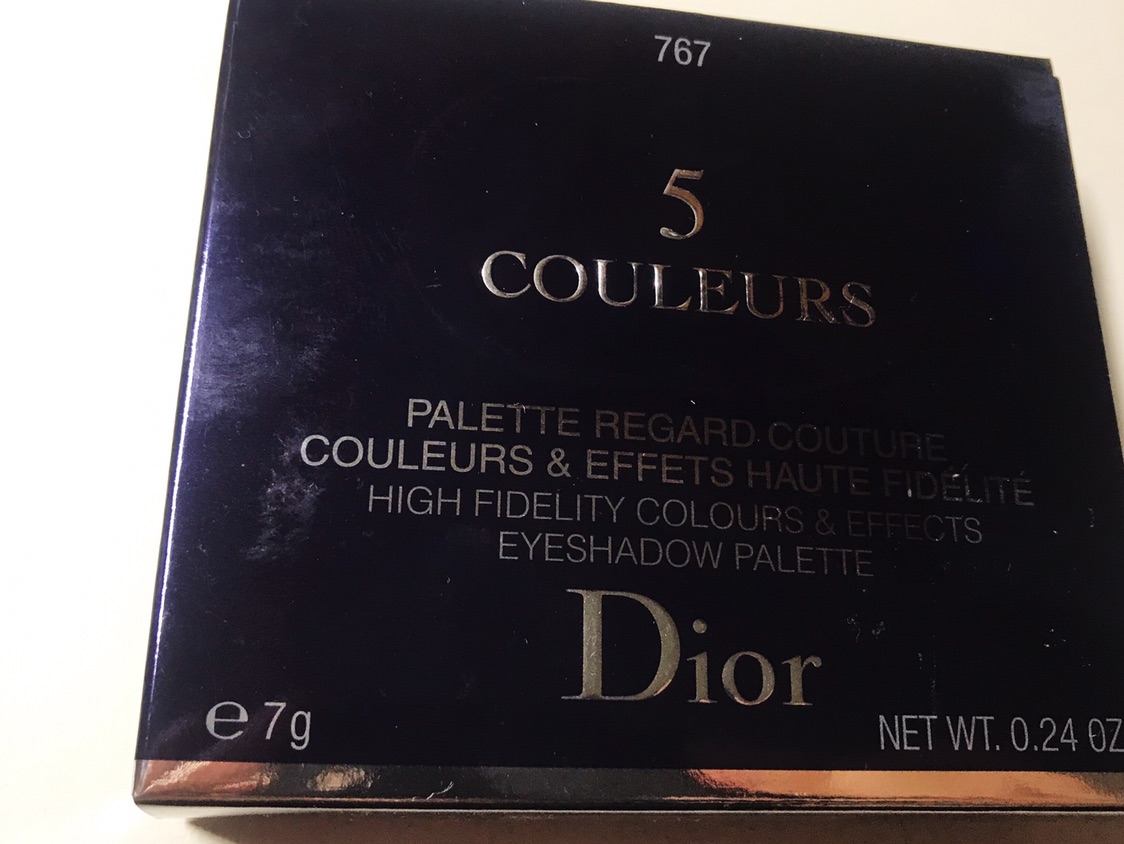 767
5
COULEURS
PALETTE REGARD COUTURE
COULEURS & EFFETS HAUTE FIDÉLITÉ
HIGH FIDELITY COLOURS & EFFECTS
EYESHADOW PALETTE
Dior
℮ 7g
NET WT. 0.24 OZ